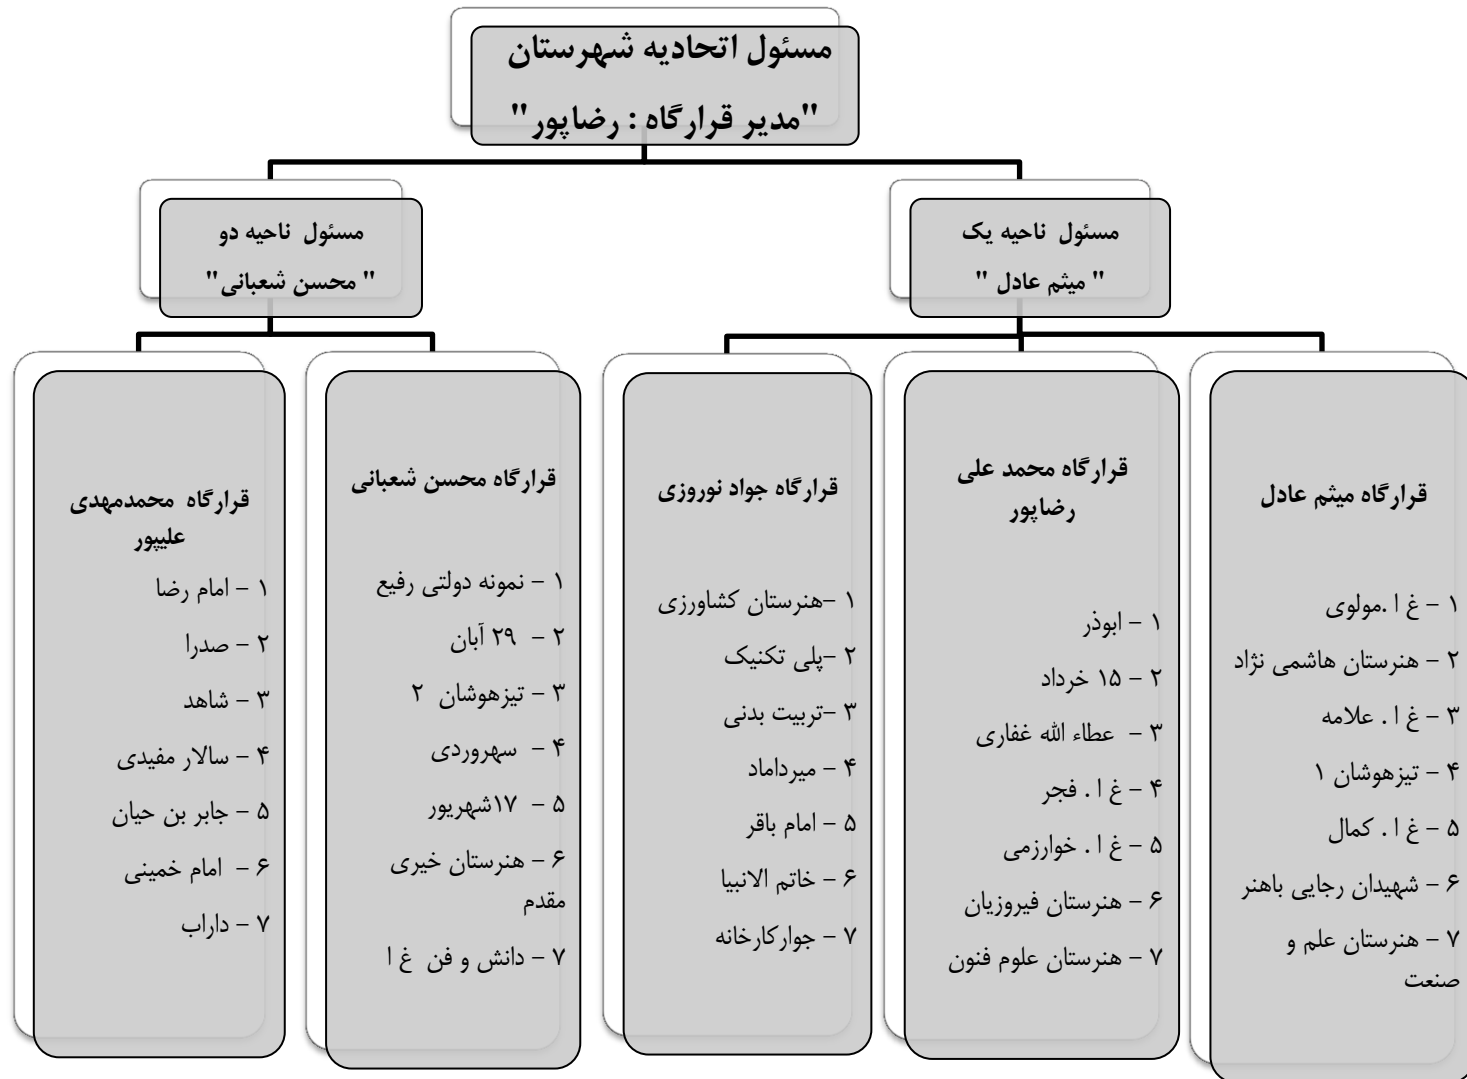 مسئول اتحادیه شهرستان
"مدیر قرارگاه : رضاپور"
مسئول ناحیه یک
" میثم عادل "
مسئول ناحیه دو
" محسن شعبانی"
قرارگاه میثم عادل
۱ - غ ا .مولوی
۲ - هنرستان هاشمی نژاد
۳ - غ ا . علامه
۴ - تیزهوشان ۱
۵ - غ ا . کمال
۶ - شهیدان رجایی باهنر
۷ - هنرستان علم و
صنعت
قرارگاه محمد علی
رضاپور
۱ - ابوذر
۲ - ۱۵ خرداد
۳ - عطاء الله غفاری
۴ - غ ا . فجر
۵ - غ ا . خوارزمی
۶ - هنرستان فیروزیان
۷ - هنرستان علوم فنون
قرارگاه جواد نوروزی
۱ -هنرستان کشاورزی
۲ -پلی تکنیک
۳ -تربیت بدنی
۴ - میرداماد
۵ - امام باقر
۶ - خاتم الانبیا
۷ - جوارکارخانه
قرارگاه محسن شعبانی
۱ - نمونه دولتی رفیع
۲ - ۲۹ آبان
۳ - تیزهوشان ۲
۴ - سهروردی
۵ - ۱۷شهریور
۶ - هنرستان خیری
مقدم
۷ - دانش و فن غ ا
قرارگاه محمدمهدی
علیپور
۱ - امام رضا
۲ - صدرا
۳ - شاهد
۴ - سالار مفیدی
۵ - جابر بن حیان
۶ - امام خمینی
۷ - داراب